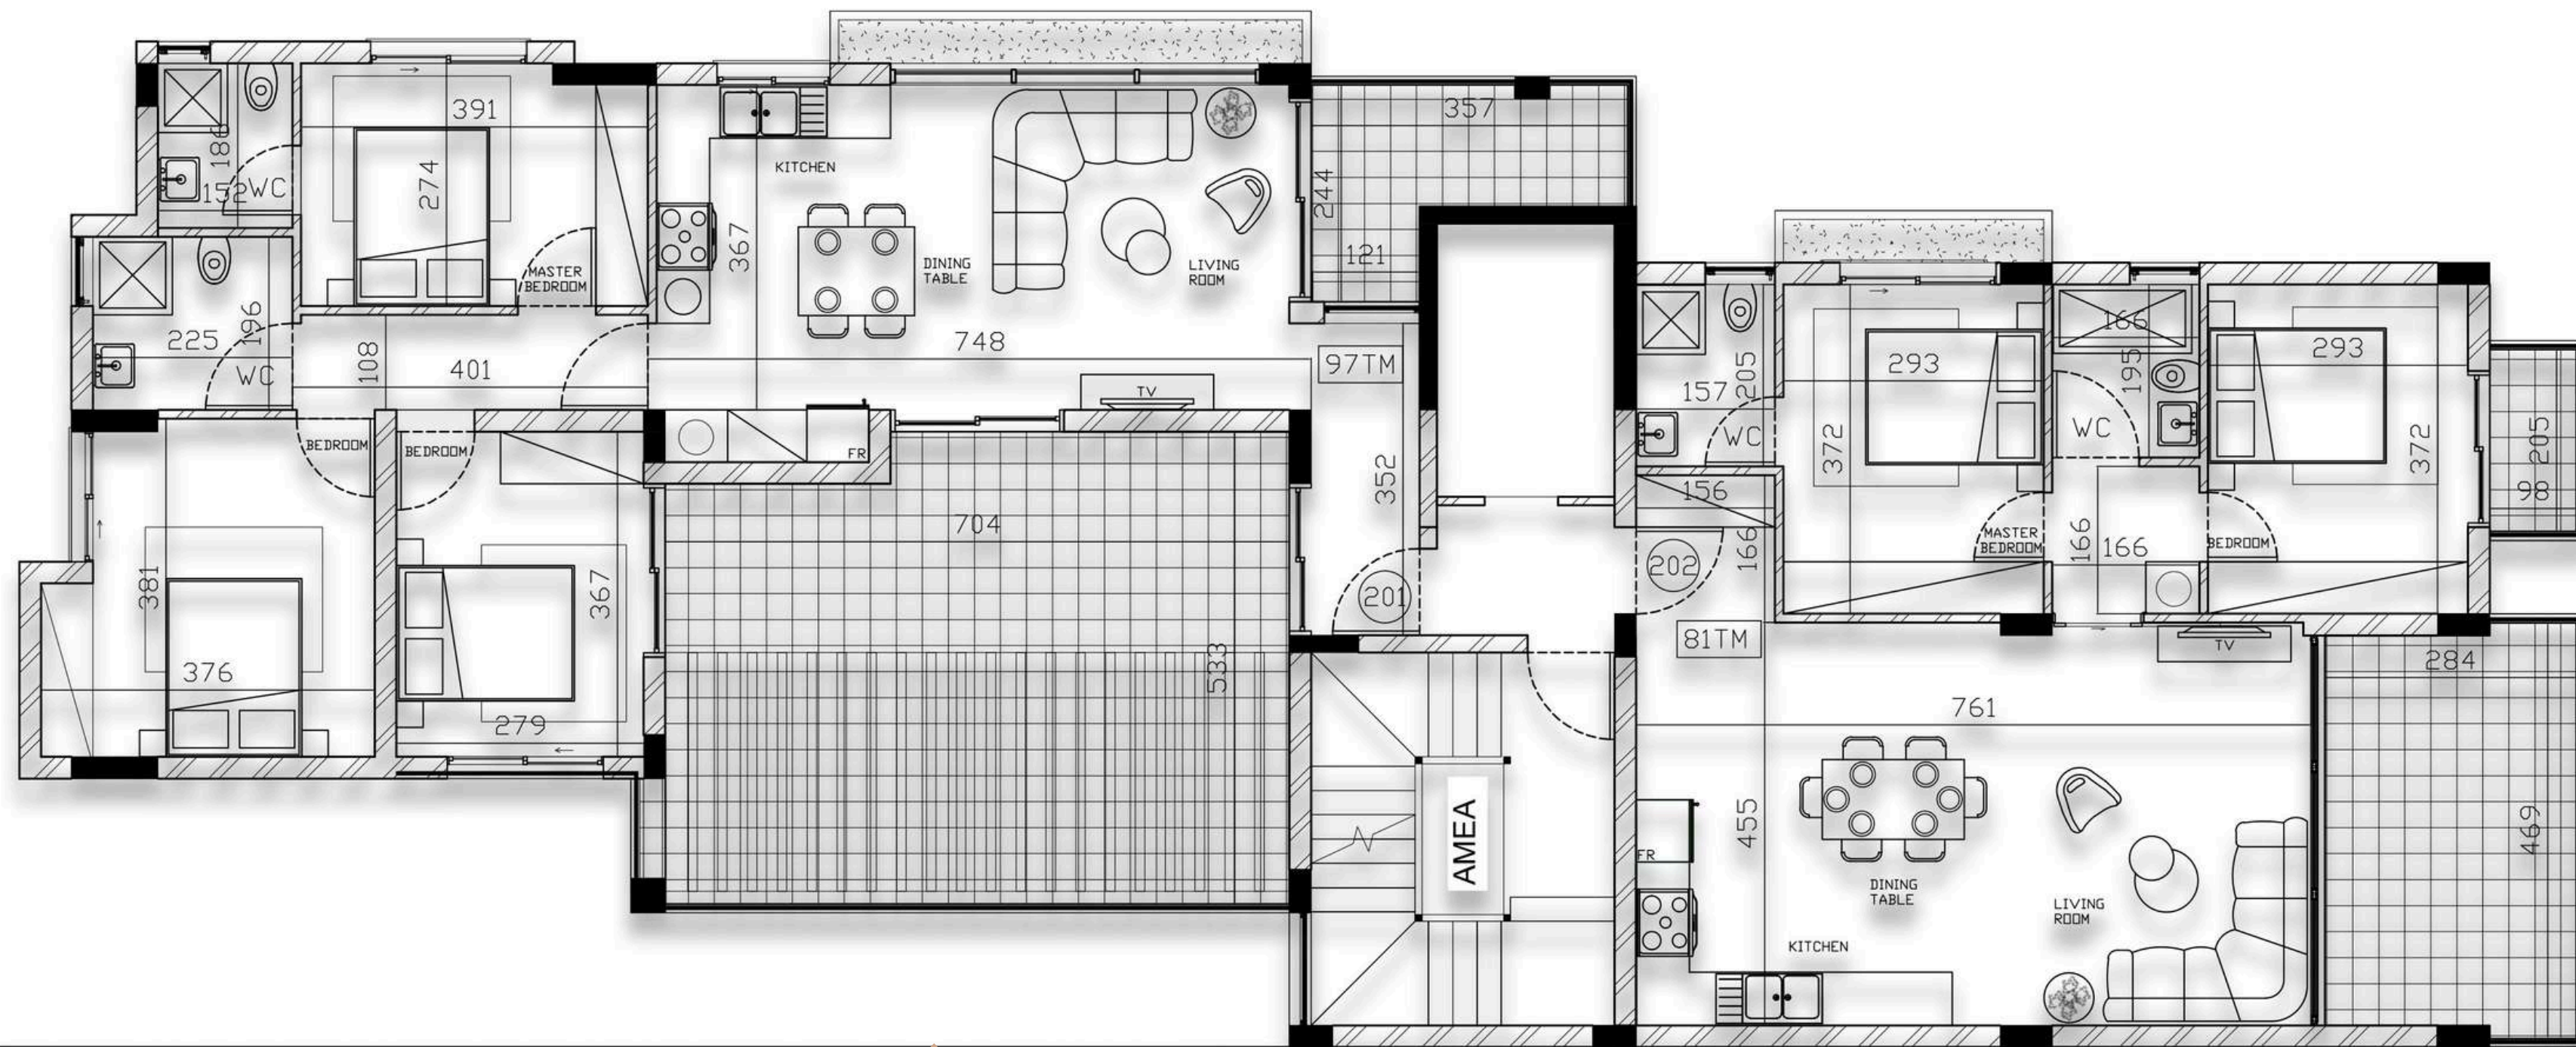 391
186
152
WC
274
MASTER
BEDROOM
225
196
WC
108
401
BEDROOM
BEDROOM
381
376
367
279
KITCHEN
367
DINING
TABLE
LIVING
ROOM
748
TV
FR
704
533
357
244
121
97TM
352
201
AMEA
202
157
205
WC
156
166
81TM
293
372
MASTER
BEDROOM
166
195
WC
166
166
BEDROOM
293
372
205
98
TV
284
761
455
FR
DINING
TABLE
LIVING
ROOM
KITCHEN
469